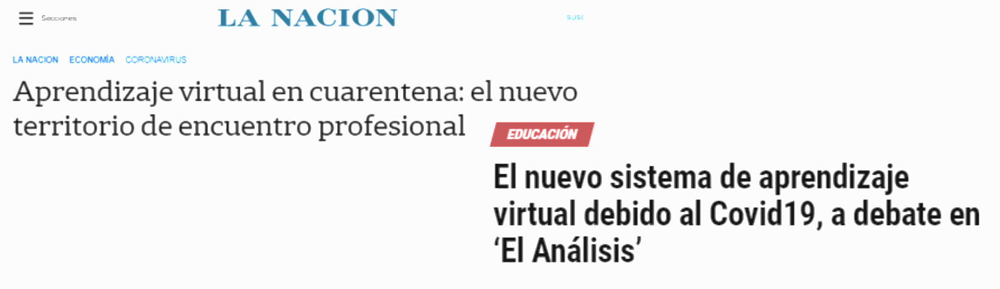 Secciones
LA NACION
LA NACION ECONOMÍA CORONAVIRUS
Aprendizaje virtual en cuarentena: el nuevo
territorio de encuentro profesional
EDUCACIÓN
El nuevo sistema de aprendizaje
virtual debido al Covid19, a debate en
‘El Análisis’